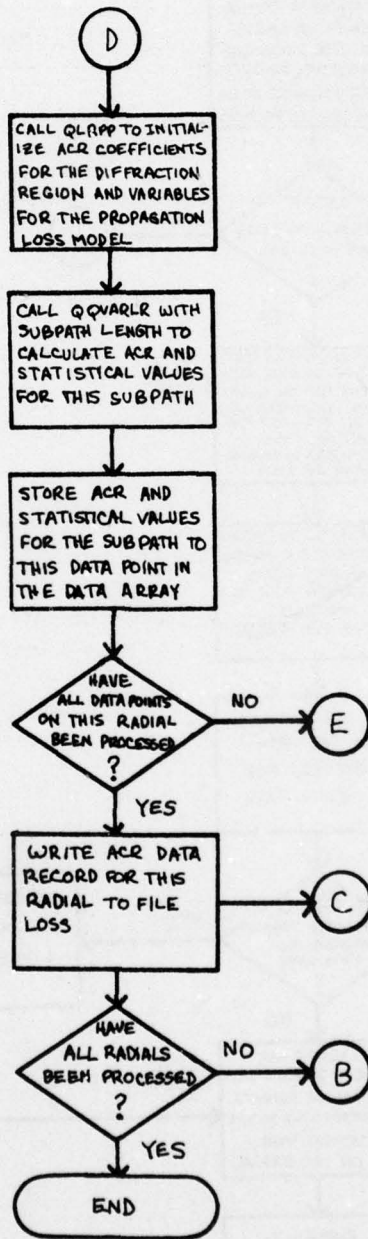 D
CALL QLRPP TO INITIAL-
IZE ACR COEFFICIENTS
FOR THE DIFFRACTION
REGION AND VARIABLES
FOR THE PROPAGATION
LOSS MODEL
CALL QQVARLR WITH
SUBPATH LENGTH TO
CALCULATE ACR AND
STATISTICAL VALUES
FOR THIS SUBPATH
STORE ACR AND
STATISTICAL VALUES
FOR THE SUBPATH TO
THIS DATA POINT IN
THE DATA ARRAY
HAVE
ALL DATA POINTS
ON THIS RADIAL
BEEN PROCESSED
?
NO
E
YES
WRITE ACR DATA
RECORD FOR THIS
RADIAL TO FILE
LOSS
C
HAVE
ALL RADIALS
BEEM PROCESSED
?
NO
B
YES
END